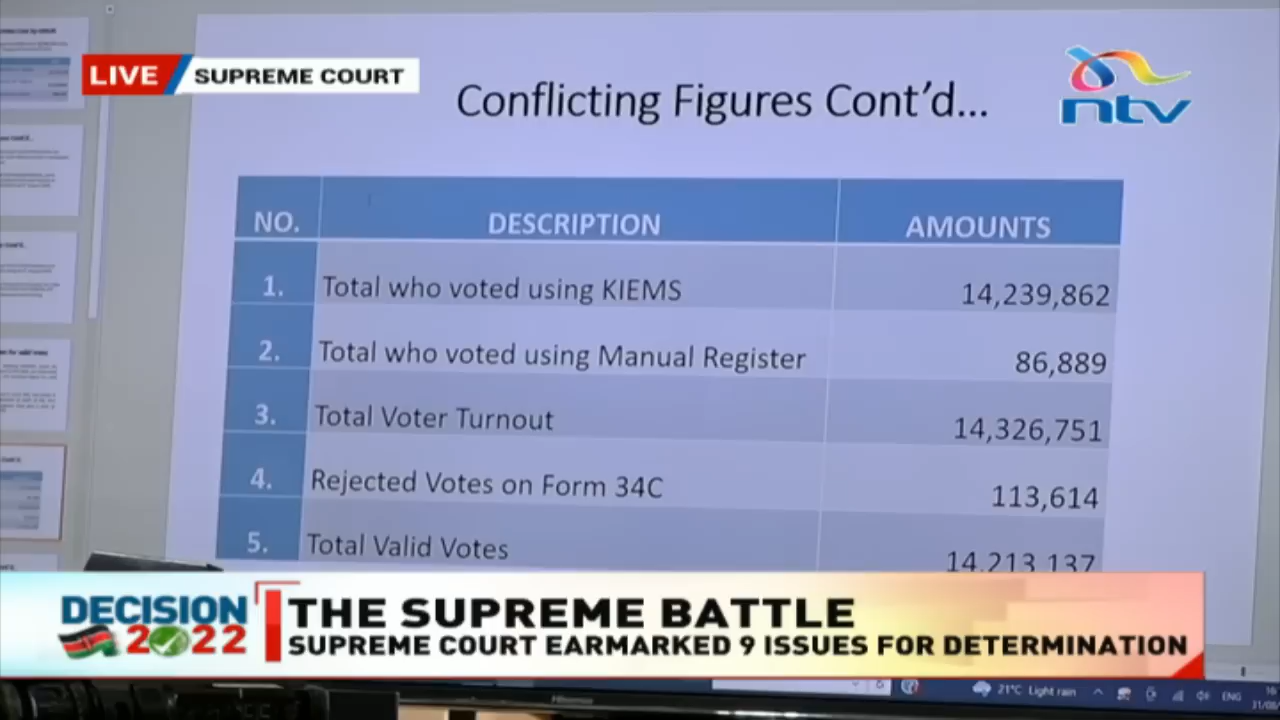 LIVE
SUPREME COURT
Conflicting Figures Cont'd...
ntv
NO. DESCRIPTION AMOUNTS
1. Total who voted using KIEMS 14,239,862
2. Total who voted using Manual Register 86,889
3. Total Voter Turnout 14,326,751
4. Rejected Votes on Form 34C 113,614
5. Total Valid Votes 14,213,137
DECISION
2022
THE SUPREME BATTLE
SUPREME COURT EARMARKED 9 ISSUES FOR DETERMINATION
Hisense
21°C Light rain
ENG